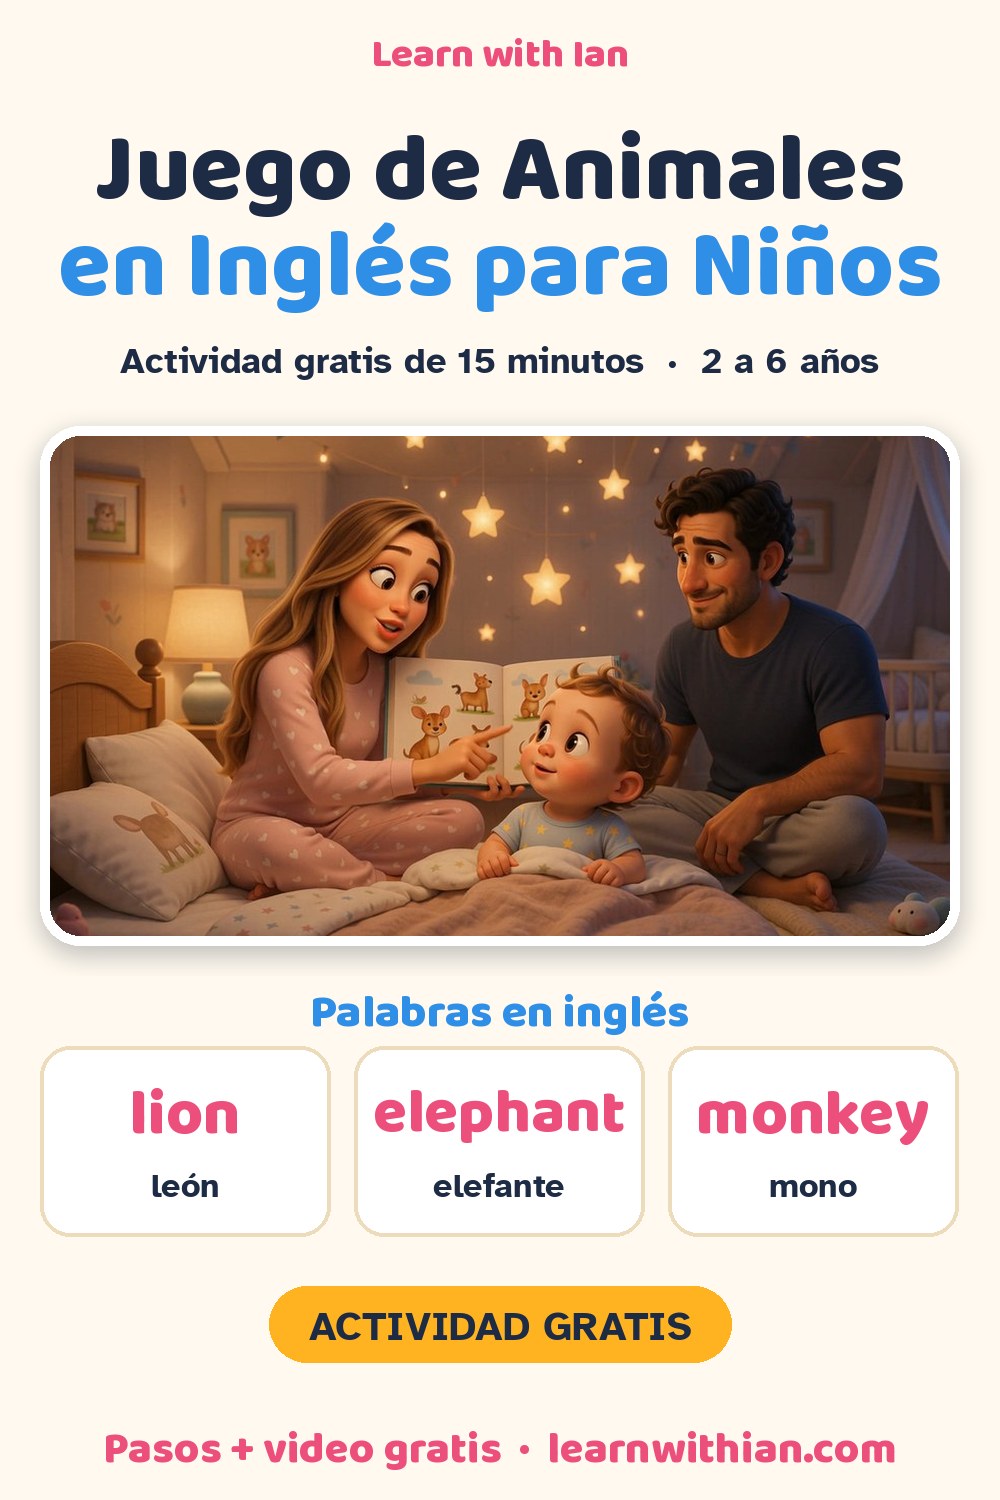 Learn with Ian
Juego de Animales
en Inglés para Niños
Actividad gratis de 15 minutos · 2 a 6 años
Palabras en inglés
lion
león
elephant
elefante
monkey
mono
ACTIVIDAD GRATIS
Pasos + video gratis · learnwithian.com